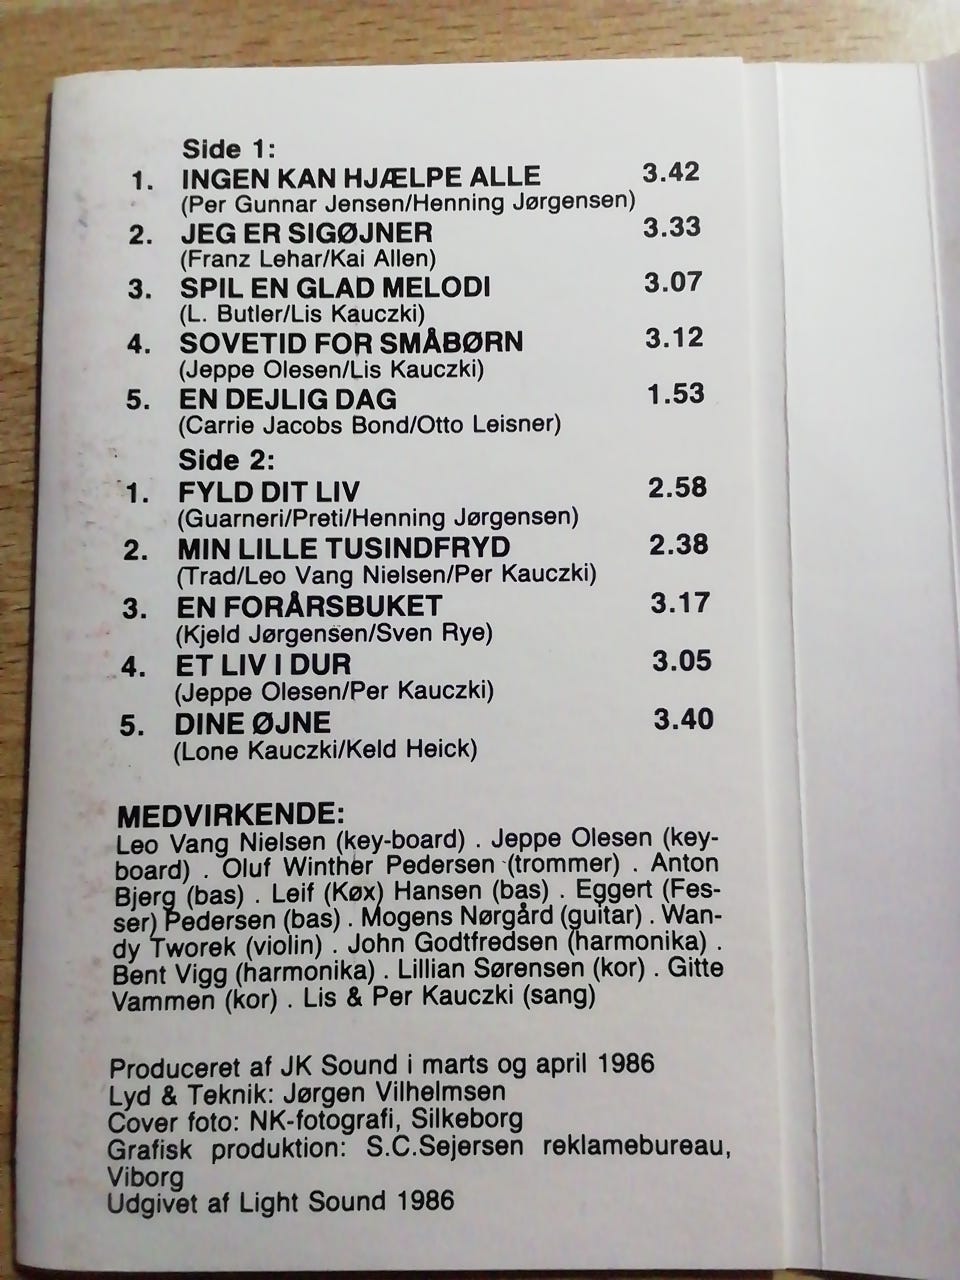 Side 1:
1. INGEN KAN HJÆLPE ALLE 3.42
(Per Gunnar Jensen/Henning Jørgensen)
2. JEG ER SIGØJNER 3.33
(Franz Lehar/Kai Allen)
3. SPIL EN GLAD MELODI 3.07
(L. Butler/Lis Kauczki)
4. SOVETID FOR SMÅBØRN 3.12
(Jeppe Olesen/Lis Kauczki)
5. EN DEJLIG DAG 1.53
(Carrie Jacobs Bond/Otto Leisner)
Side 2:
1. FYLD DIT LIV 2.58
(Guarneri/Preti/Henning Jørgensen)
2. MIN LILLE TUSINDFRYD 2.38
(Trad/Leo Vang Nielsen/Per Kauczki)
3. EN FORÅRSBUKET 3.17
(Kjeld Jørgensen/Sven Rye)
4. ET LIV I DUR 3.05
(Jeppe Olesen/Per Kauczki)
5. DINE ØJNE 3.40
(Lone Kauczki/Keld Heick)
MEDVIRKENDE:
Leo Vang Nielsen (key-board) . Jeppe Olesen (key-
board) . Oluf Winther Pedersen (trommer) . Anton
Bjerg (bas) . Leif (Køx) Hansen (bas) . Eggert (Fes-
ser) Pedersen (bas) . Mogens Nørgård (guitar) . Wan-
dy Tworek (violin) . John Godtfredsen (harmonika) .
Bent Vigg (harmonika) . Lillian Sørensen (kor) . Gitte
Vammen (kor) . Lis & Per Kauczki (sang)
Produceret af JK Sound i marts og april 1986
Lyd & Teknik: Jørgen Vilhelmsen
Cover foto: NK-fotografi, Silkeborg
Grafisk produktion: S.C.Sejersen reklamebureau,
Viborg
Udgivet af Light Sound 1986